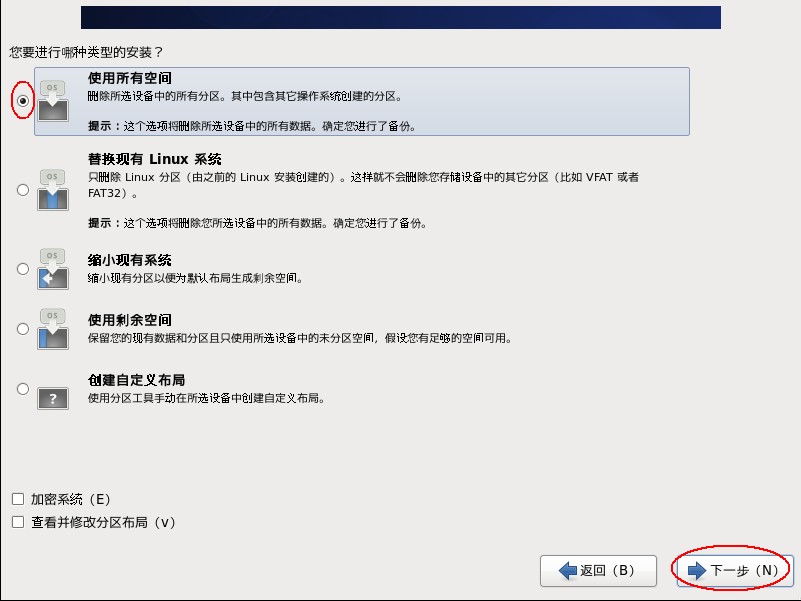 您要进行哪种类型的安装？
使用所有空间
删除所选设备中的所有分区。其中包含其它操作系统创建的分区。
提示：这个选项将删除所选设备中的所有数据。确定您进行了备份。
替换现有 Linux 系统
只删除 Linux 分区（由之前的 Linux 安装创建的）。这样就不会删除您存储设备中的其它分区（比如 VFAT 或者
FAT32）。
提示：这个选项将删除您所选设备中的所有数据。确定您进行了备份。
缩小现有系统
缩小现有分区以便为默认布局生成剩余空间。
使用剩余空间
保留您的现有数据和分区且只使用所选设备中的未分区空间，假设您有足够的空间可用。
创建自定义布局
使用分区工具手动在所选设备中创建自定义布局。
OS
OS
OS
OS
?
加密系统（E）
查看并修改分区布局（v）
返回（B）
下一步（N）